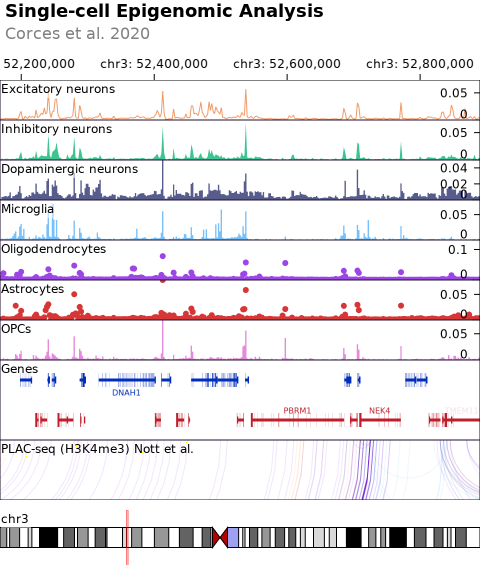 Single-cell Epigenomic Analysis
Corces et al. 2020
52,200,000 chr3: 52,400,000 chr3: 52,600,000 chr3: 52,800,000
Excitatory neurons
0.05
0
Inhibitory neurons
0.05
0
Dopaminergic neurons
0.04
0.02
0
Microglia
0.05
0
Oligodendrocytes
0.1
0
Astrocytes
0.05
0
OPCs
0.05
0
Genes
DNAH1
PBRM1 NEK4
PLAC-seq (H3K4me3) Nott et al.
chr3